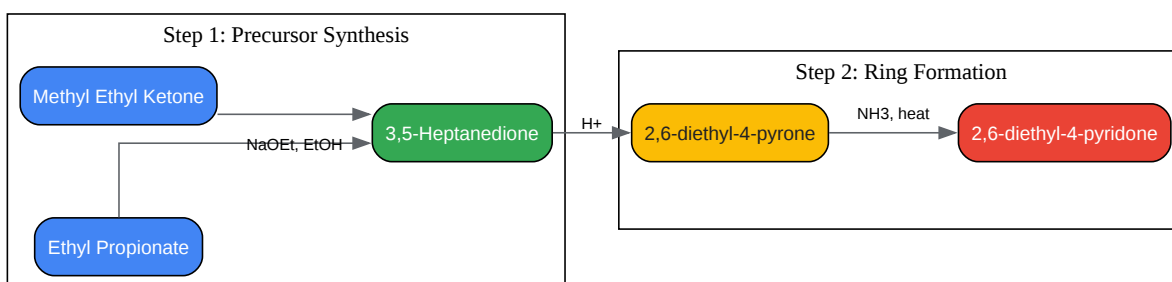 Step 1: Precursor Synthesis
Methyl Ethyl Ketone
NaOEt, EtOH
Ethyl Propionate
3,5-Heptanedione
H+
Step 2: Ring Formation
2,6-diethyl-4-pyrone
NH3, heat
2,6-diethyl-4-pyridone